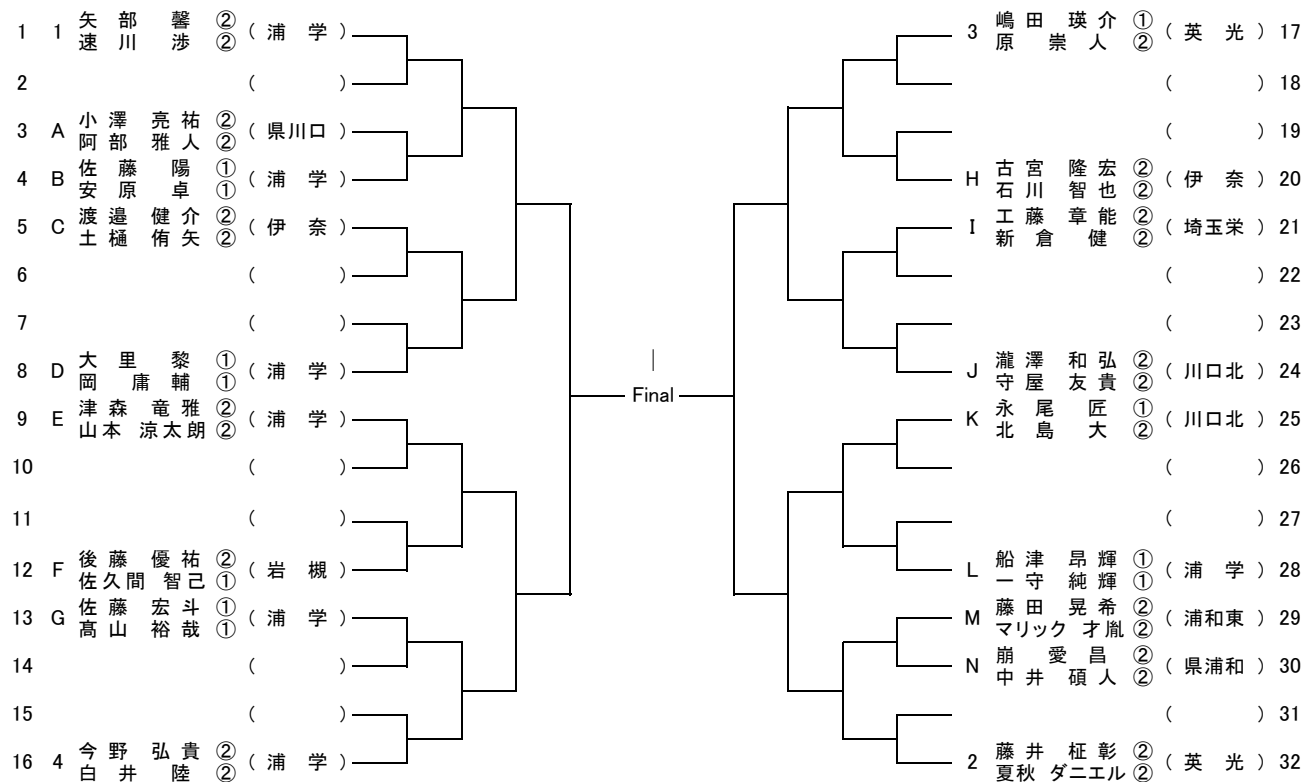 1 1 矢部 馨 ② ( 浦 学 )
速川 渉 ②
2 ( )
3 A 小澤 亮祐 ② ( 県川口 )
阿部 雅人 ②
4 B 佐藤 陽 ① ( 浦 学 )
安原 卓 ①
5 C 渡邉 健介 ② ( 伊 奈 )
土樋 侑矢 ②
6 ( )
7 ( )
8 D 大里 黎 ① ( 浦 学 )
岡 庸輔 ①
9 E 津森 竜雅 ② ( 浦 学 )
山本 涼太朗 ②
10 ( )
11 ( )
12 F 後藤 優祐 ② ( 岩 槻 )
佐久間 智己 ①
13 G 佐藤 宏斗 ① ( 浦 学 )
髙山 裕哉 ①
14 ( )
15 ( )
16 4 今野 弘貴 ② ( 浦 学 )
白井 陸 ②
Final
3 嶋田 瑛介 ① ( 英 光 ) 17
原 崇人 ②
( ) 18
( ) 19
H 古宮 隆宏 ② ( 伊 奈 ) 20
石川 智也 ②
I 工藤 章能 ② ( 埼玉栄 ) 21
新倉 健 ②
( ) 22
( ) 23
J 瀧澤 和弘 ② ( 川口北 ) 24
守屋 友貴 ②
K 永尾 匠 ① ( 川口北 ) 25
北島 大 ②
( ) 26
( ) 27
L 船津 昂輝 ① ( 浦 学 ) 28
一守 純輝 ①
M 藤田 晃希 ② ( 浦和東 ) 29
マリック 才胤 ②
N 崩 愛昌 ② ( 県浦和 ) 30
中井 碩人 ②
( ) 31
2 藤井 柾彰 ② ( 英 光 ) 32
夏秋 ダニエル ②